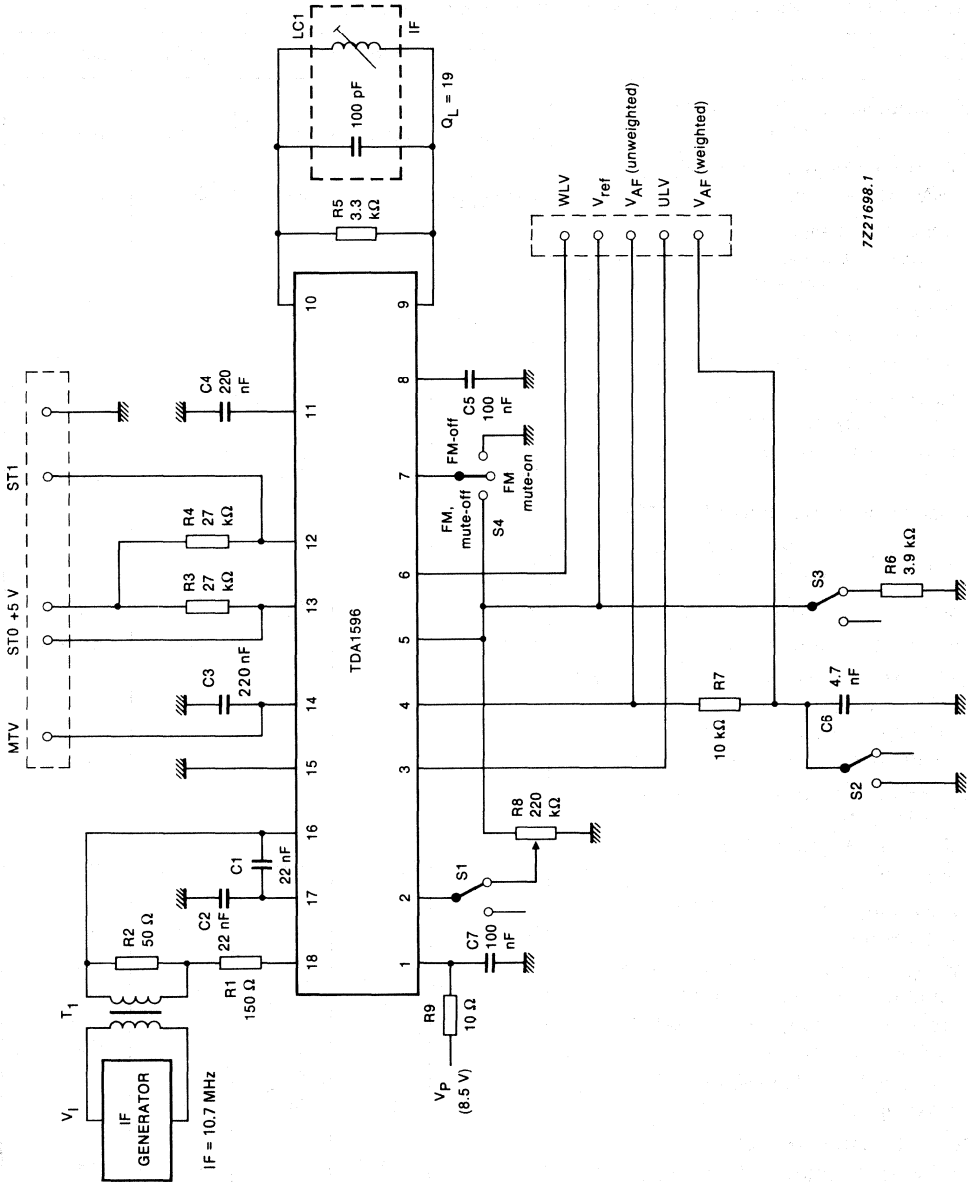 LC1
IF
100 pF
Q_L = 19
R5
3.3
kΩ
WLV
V_ref
V_AF (unweighted)
ULV
V_AF (weighted)
7Z21698.1
ST1
ST0 +5 V
MTV
C4
220
nF
R4
27
kΩ
R3
27
kΩ
C3
220 nF
C1
22 nF
C2
22 nF
R2
50 Ω
R1
150 Ω
T1
V_I
IF
GENERATOR
IF = 10.7 MHz
18
17
16
15
14
13
12
11
10
TDA1596
1
2
3
4
5
6
7
8
9
C5
100
nF
FM-off
FM,
mute-off
FM
mute-on
S4
S3
R6
3.9 kΩ
R7
10 kΩ
C6
4.7
nF
S2
R8
220
kΩ
S1
C7
100
nF
R9
10 Ω
V_P
(8.5 V)